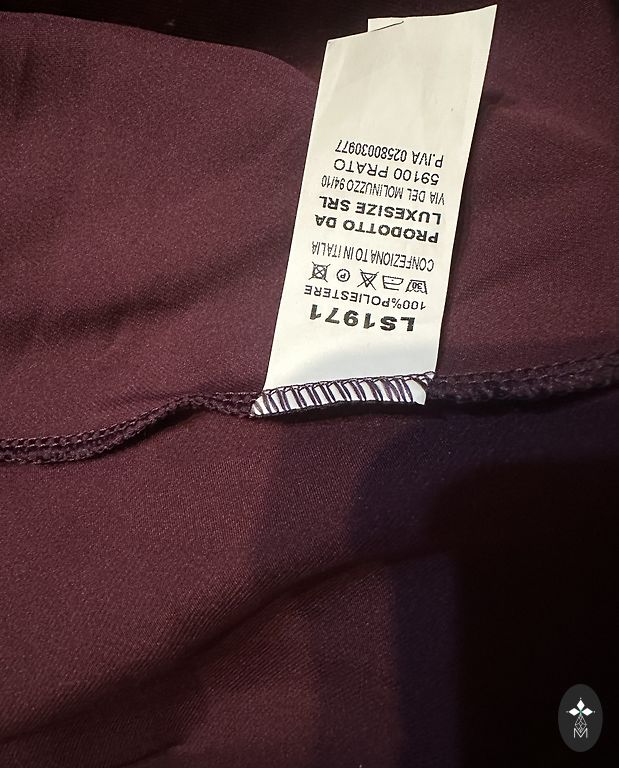 LS1971
100%POLIESTERE
30 P
CONFEZIONATO IN ITALIA
PRODOTTO DA
LUXESIZE SRL
VIA DEL MOLINUZZO 94/10
59100 PRATO
P.IVA 02580030977
M